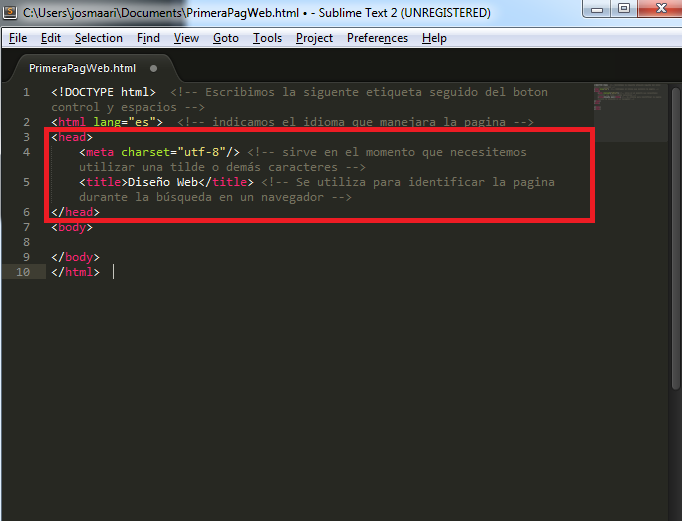 C:\Users\josmaari\Documents\PrimeraPagWeb.html • - Sublime Text 2 (UNREGISTERED)
File Edit Selection Find View Goto Tools Project Preferences Help
PrimeraPagWeb.html
1 <!DOCTYPE html> <!-- Escribimos la siguente etiqueta seguido del boton
control y espacios -->
2 <html lang="es"> <!-- indicamos el idioma que manejara la pagina -->
3 <head>
4 <meta charset="utf-8"/> <!-- sirve en el momento que necesitemos
utilizar una tilde o demás caracteres -->
5 <title>Diseño Web</title> <!-- Se utiliza para identificar la pagina
durante la búsqueda en un navegador -->
6 </head>
7 <body>
8
9 </body>
10 </html>